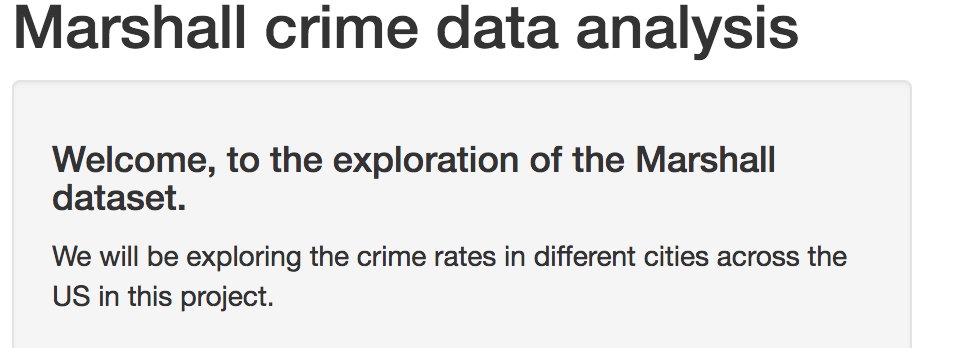 Marshall crime data analysis
Welcome, to the exploration of the Marshall
dataset.
We will be exploring the crime rates in different cities across the
US in this project.